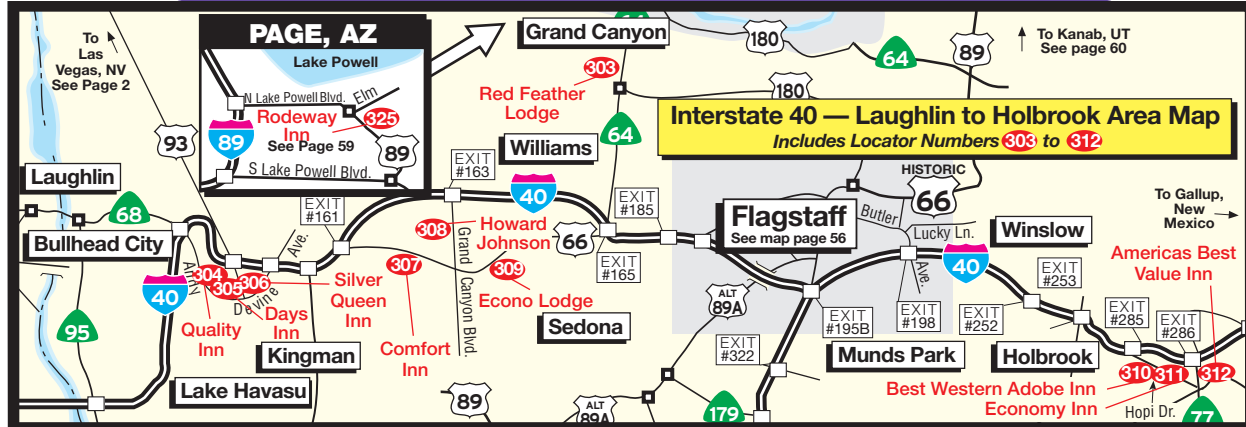 To
Las
Vegas, NV
See Page 2
PAGE, AZ
Lake Powell
N Lake Powell Blvd.
Elm
Rodeway
Inn
325
See Page 59
89
89
S Lake Powell Blvd.
Grand Canyon
64
180
89
To Kanab, UT
See page 60
64
303
Red Feather
Lodge
180
64
Interstate 40 — Laughlin to Holbrook Area Map
Includes Locator Numbers 303 to 312
93
Laughlin
68
Bullhead City
EXIT
#163
Williams
40
EXIT
#161
Ave.
308
Howard
Johnson
66
EXIT
#185
EXIT
#165
Flagstaff
See map page 56
HISTORIC
66
Butler
Lucky Ln.
Ave.
Winslow
To Gallup,
New
Mexico
40
Andy
304
305
306
Devine
Silver
Queen
Inn
307
309
Econo Lodge
Grand Canyon Blvd.
Sedona
ALT
89A
40
EXIT
#253
Americas Best
Value Inn
95
Quality
Inn
Days
Inn
Kingman
Comfort
Inn
EXIT
#195B
EXIT
#198
EXIT
#252
EXIT
#285
EXIT
#286
EXIT
#322
Munds Park
Holbrook
Lake Havasu
89
ALT
89A
179
310
311
312
Best Western Adobe Inn
Economy Inn
Hopi Dr.
77